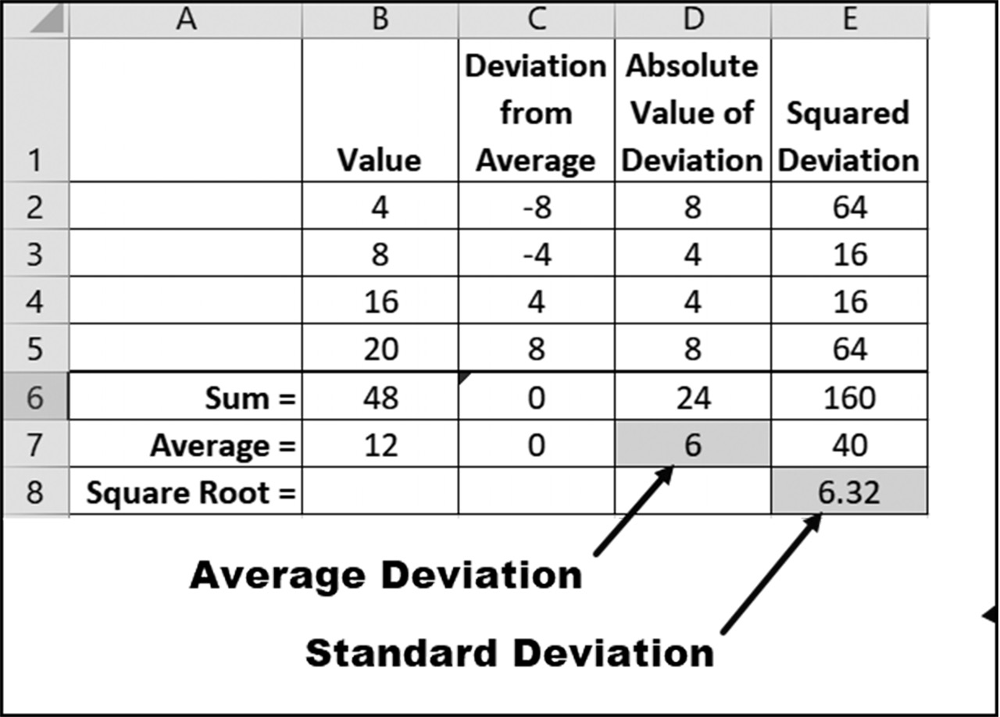 A B C D E
Deviation Absolute
from Value of Squared
1 Value Average Deviation Deviation
2 4 -8 8 64
3 8 -4 4 16
4 16 4 4 16
5 20 8 8 64
6 Sum = 48 0 24 160
7 Average = 12 0 6 40
8 Square Root = 6.32
Average Deviation
Standard Deviation